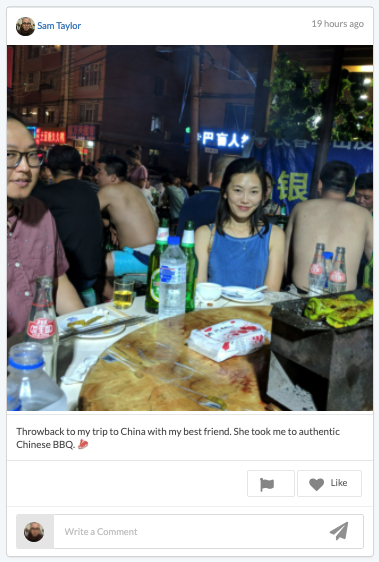 Sam Taylor
19 hours ago
巴盲人
银
Throwback to my trip to China with my best friend. She took me to authentic
Chinese BBQ.
Like
Write a Comment